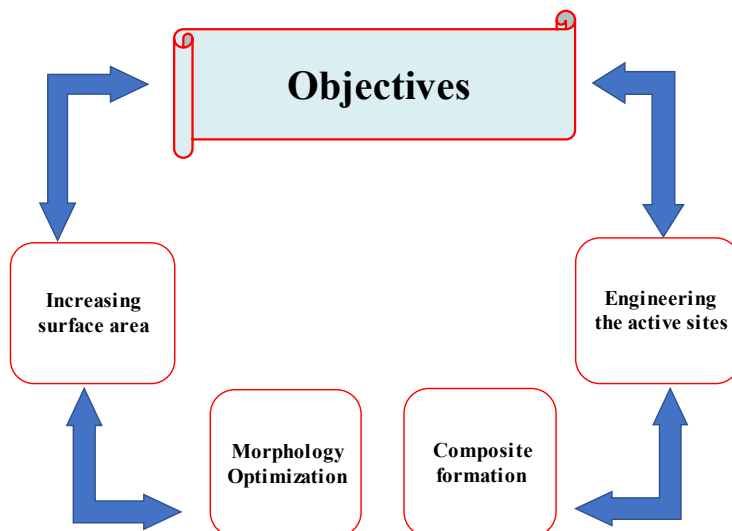 Objectives
Increasing
surface area
Engineering
the active sites
Morphology
Optimization
Composite
formation